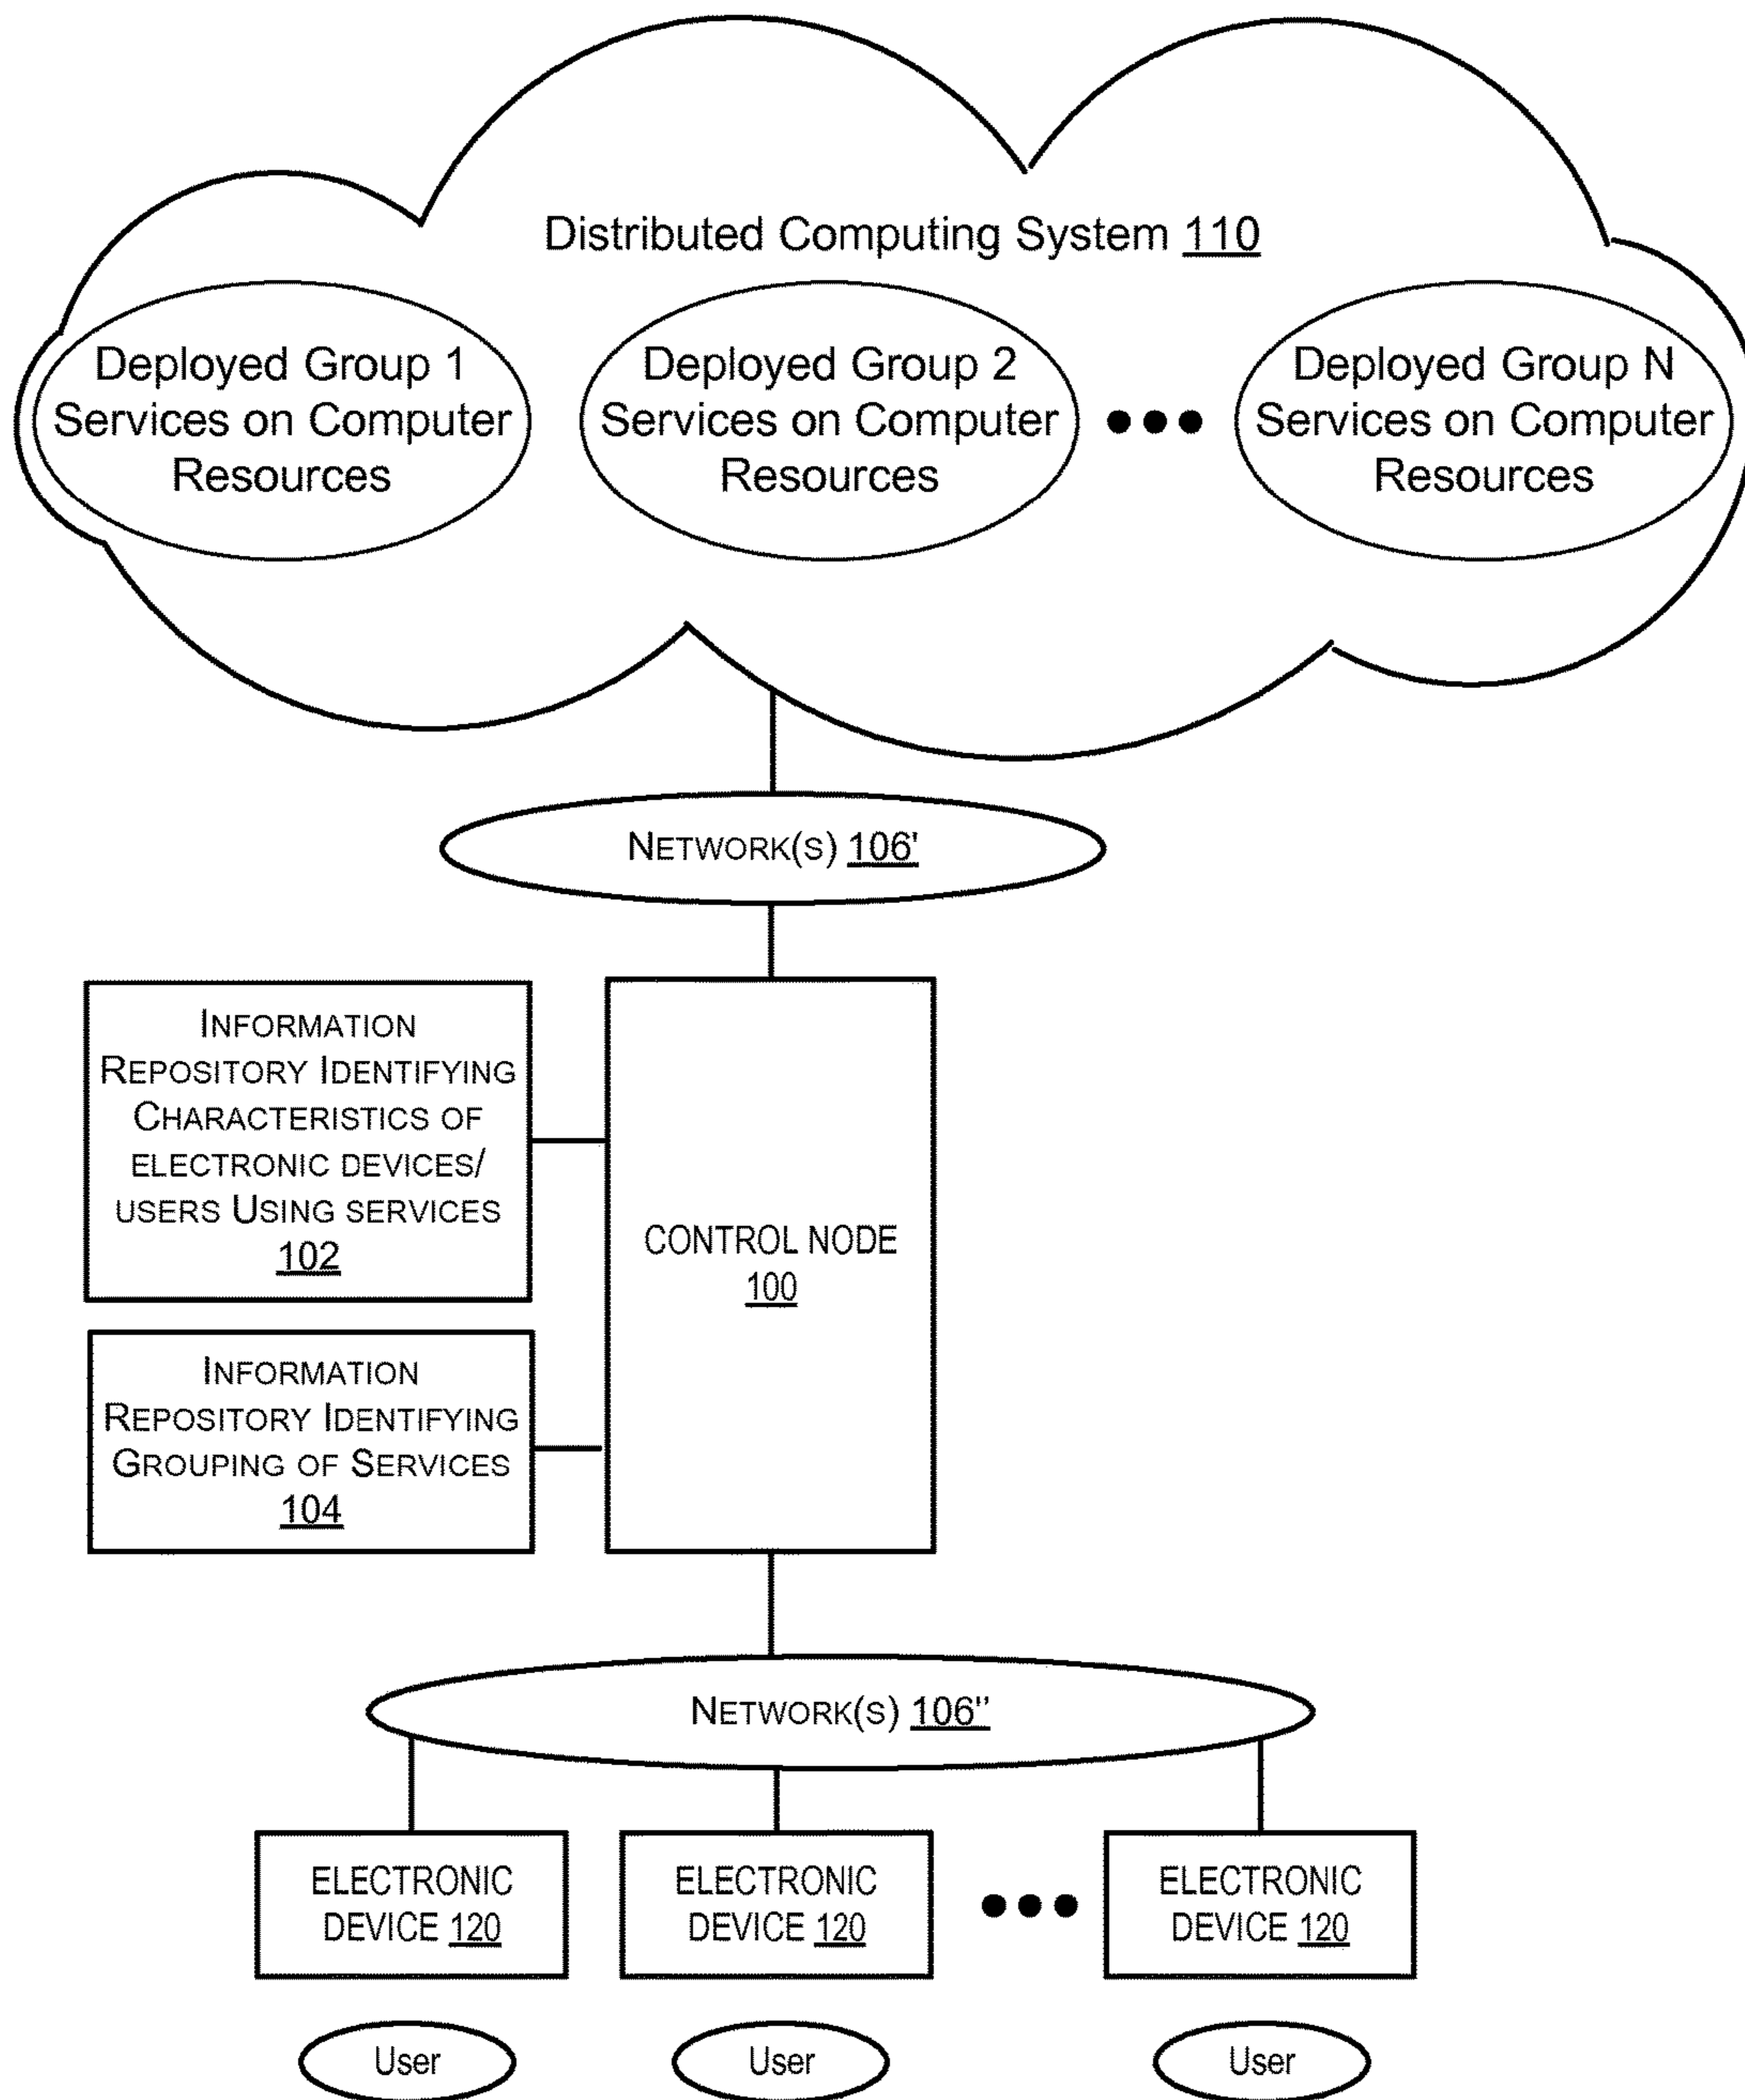 Distributed Computing System 110
Deployed Group 1
Services on Computer
Resources
Deployed Group 2
Services on Computer
Resources
Deployed Group N
Services on Computer
Resources
NETWORK(S) 106'
INFORMATION
REPOSITORY IDENTIFYING
CHARACTERISTICS OF
ELECTRONIC DEVICES/
USERS USING SERVICES
102
CONTROL NODE
100
INFORMATION
REPOSITORY IDENTIFYING
GROUPING OF SERVICES
104
NETWORK(S) 106''
ELECTRONIC
DEVICE 120
ELECTRONIC
DEVICE 120
ELECTRONIC
DEVICE 120
User
User
User